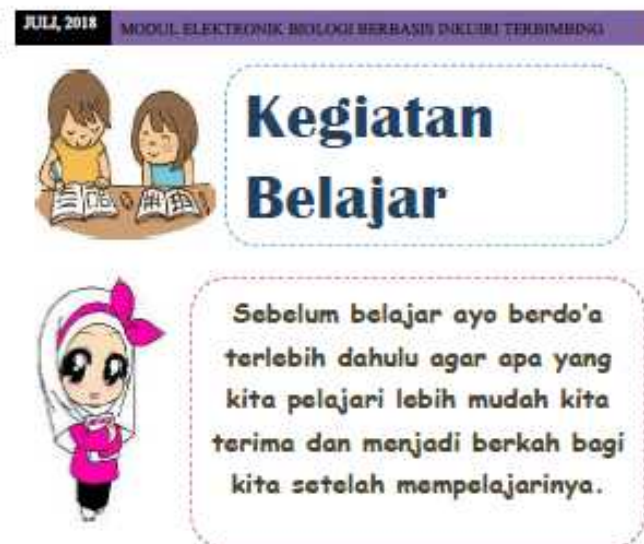 JULI, 2018 MODUL ELEKTRONIK BIOLOGI BERBASIS INKUIRI TERBIMBING
Kegiatan
Belajar
Sebelum belajar ayo berdo'a
terlebih dahulu agar apa yang
kita pelajari lebih mudah kita
terima dan menjadi berkah bagi
kita setelah mempelajarinya.